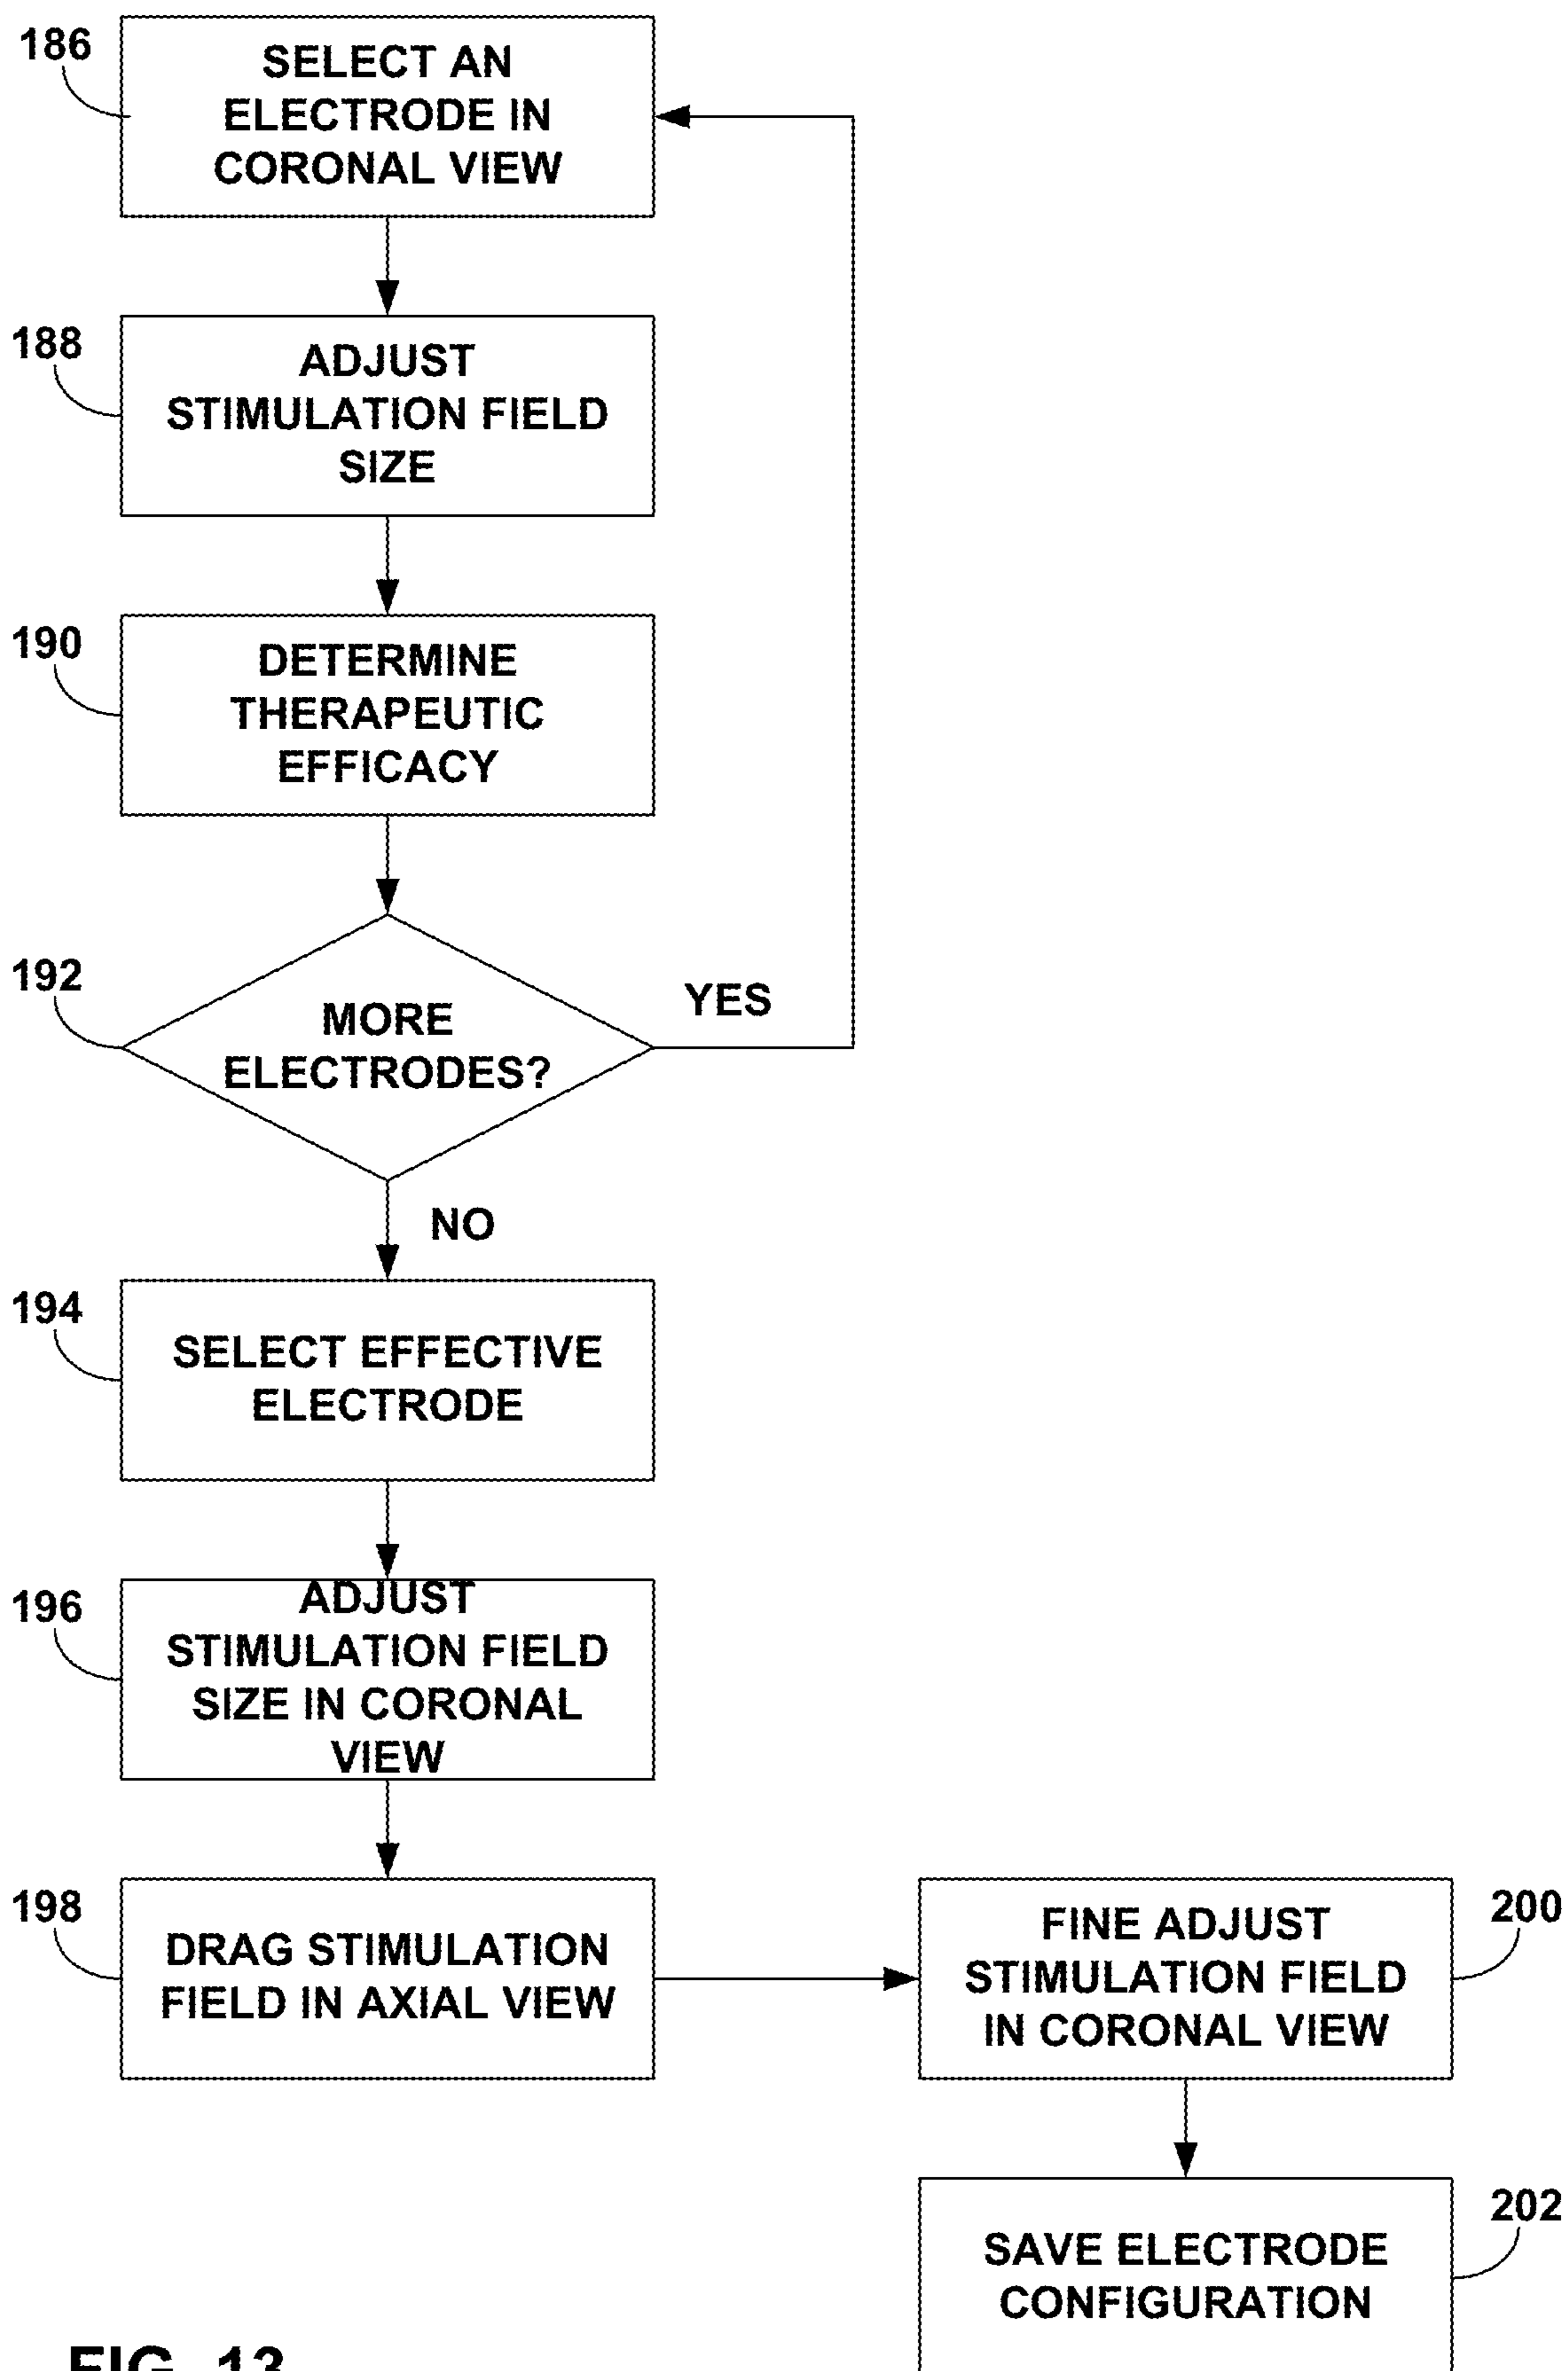 186
SELECT AN
ELECTRODE IN
CORONAL VIEW
188
ADJUST
STIMULATION FIELD
SIZE
190
DETERMINE
THERAPEUTIC
EFFICACY
192
MORE
ELECTRODES?
YES
NO
194
SELECT EFFECTIVE
ELECTRODE
196
ADJUST
STIMULATION FIELD
SIZE IN CORONAL
VIEW
198
DRAG STIMULATION
FIELD IN AXIAL VIEW
200
FINE ADJUST
STIMULATION FIELD
IN CORONAL VIEW
202
SAVE ELECTRODE
CONFIGURATION
FIG. 13